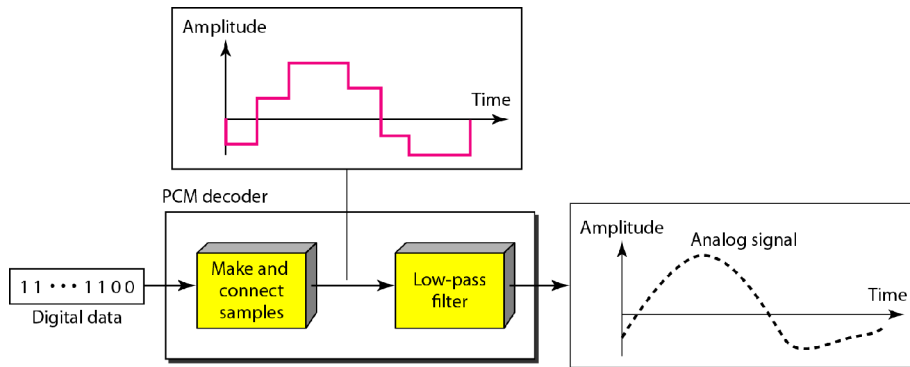 Amplitude
Time
PCM decoder
Make and
connect
samples
Low-pass
filter
11 ••• 1100
Digital data
Amplitude
Analog signal
Time